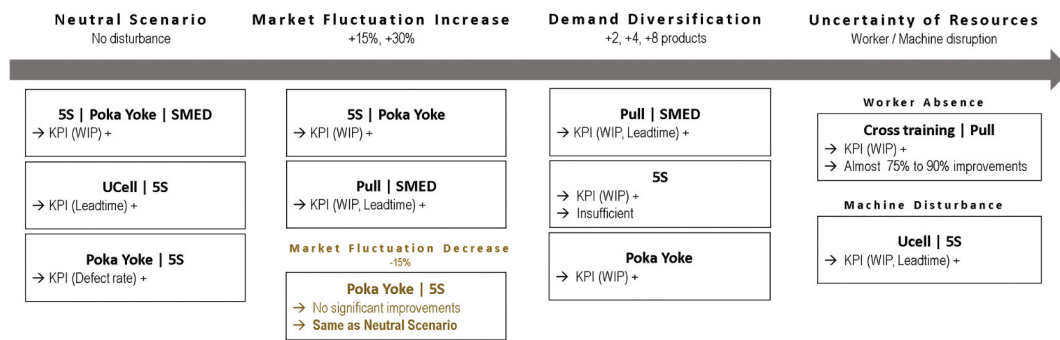 Neutral Scenario
No disturbance
5S | Poka Yoke | SMED
→ KPI (WIP) +
UCell | 5S
→ KPI (Leadtime) +
Poka Yoke | 5S
→ KPI (Defect rate) +
Market Fluctuation Increase
+15%, +30%
5S | Poka Yoke
→ KPI (WIP) +
Pull | SMED
→ KPI (WIP, Leadtime) +
Market Fluctuation Decrease
-15%
Poka Yoke | 5S
→ No significant improvements
→ Same as Neutral Scenario
Demand Diversification
+2, +4, +8 products
Pull | SMED
→ KPI (WIP, Leadtime) +
5S
→ KPI (WIP) +
→ Insufficient
Poka Yoke
→ KPI (WIP) +
Uncertainty of Resources
Worker / Machine disruption
Worker Absence
Cross training | Pull
→ KPI (WIP) +
→ Almost 75% to 90% improvements
Machine Disturbance
Ucell | 5S
→ KPI (WIP, Leadtime) +